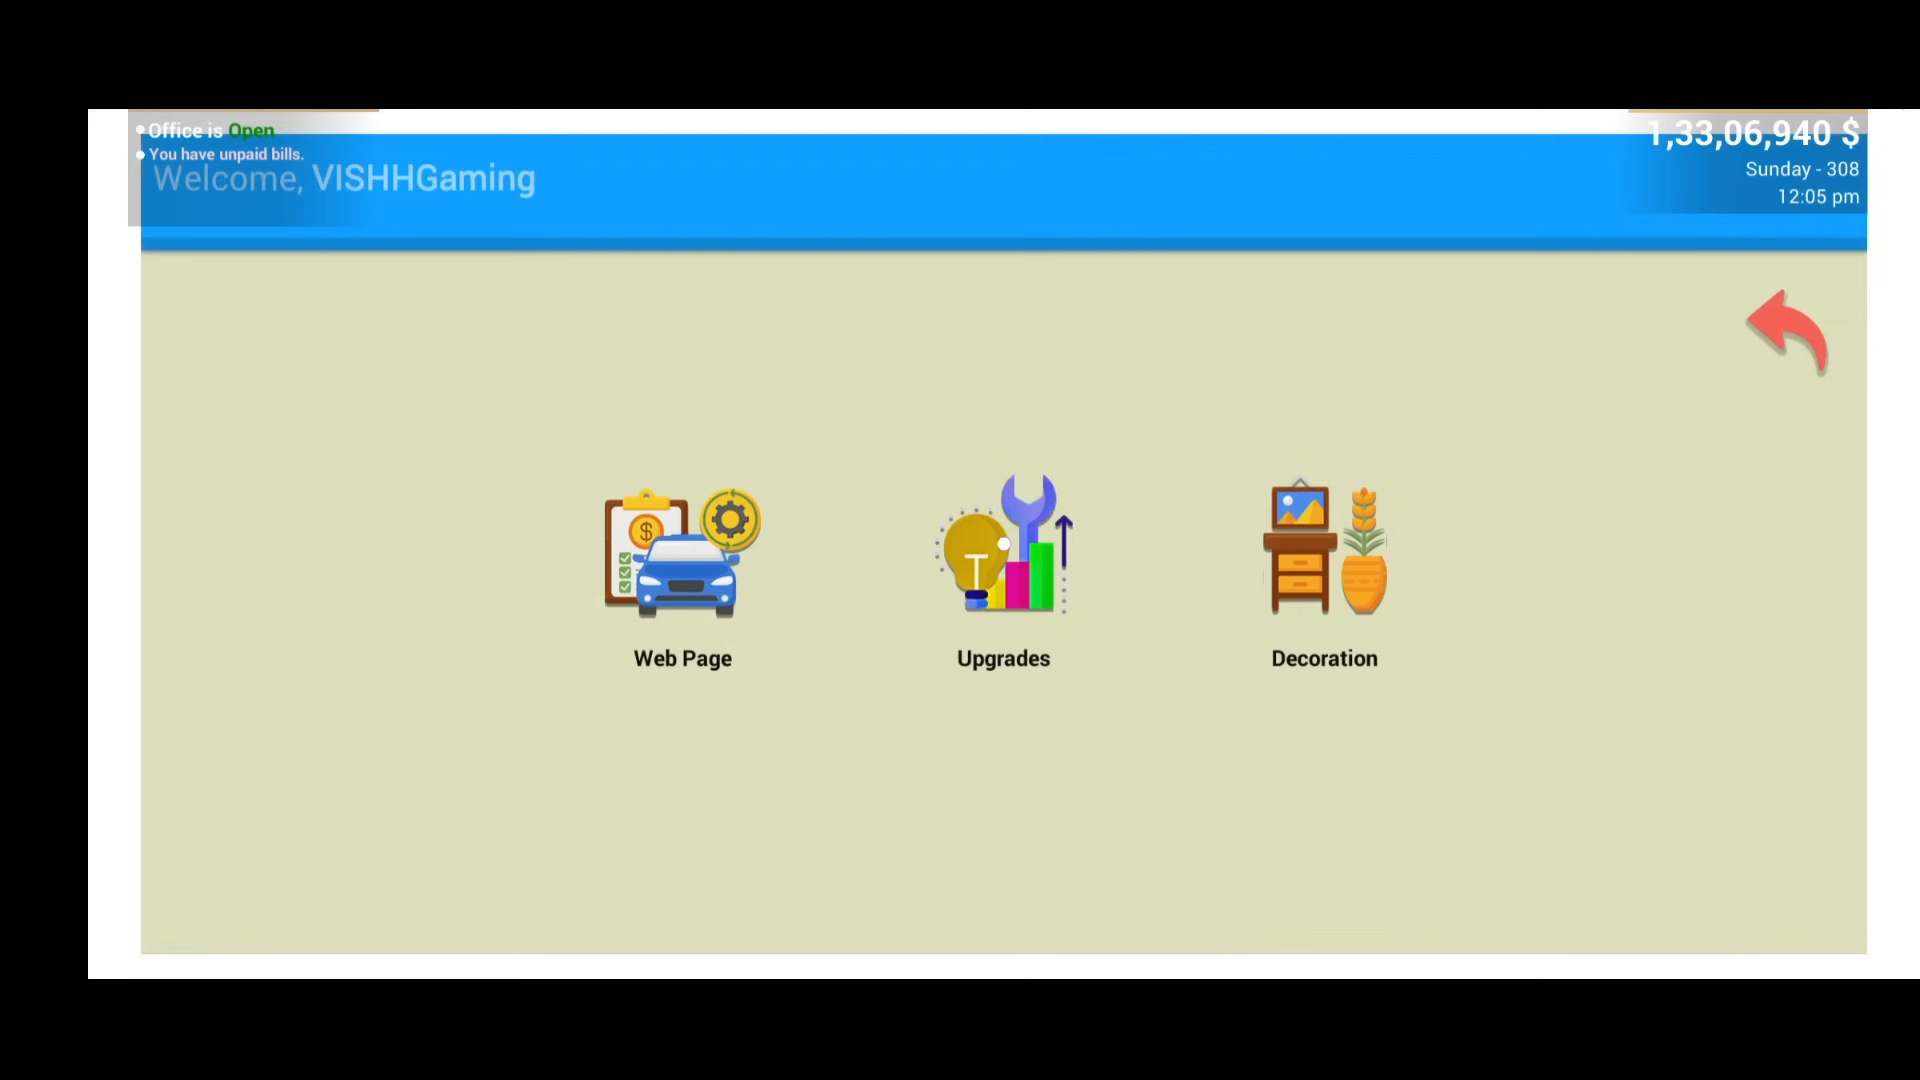 Office is Open
You have unpaid bills.
Welcome, VISHHGaming
1,33,06,940 $
Sunday - 308
12:05 pm
$
Web Page
Upgrades
Decoration